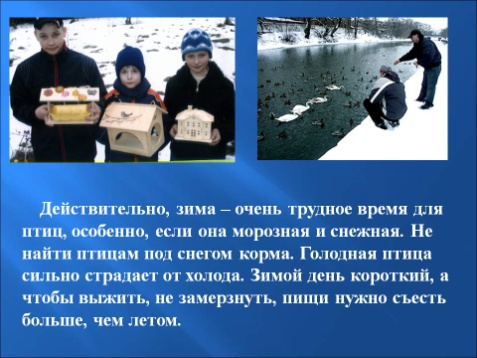 Действительно, зима – очень трудное время для
птиц, особенно, если она морозная и снежная. Не
найти птицам под снегом корма. Голодная птица
сильно страдает от холода. Зимой день короткий, а
чтобы выжить, не замерзнуть, пищи нужно съесть
больше, чем летом.